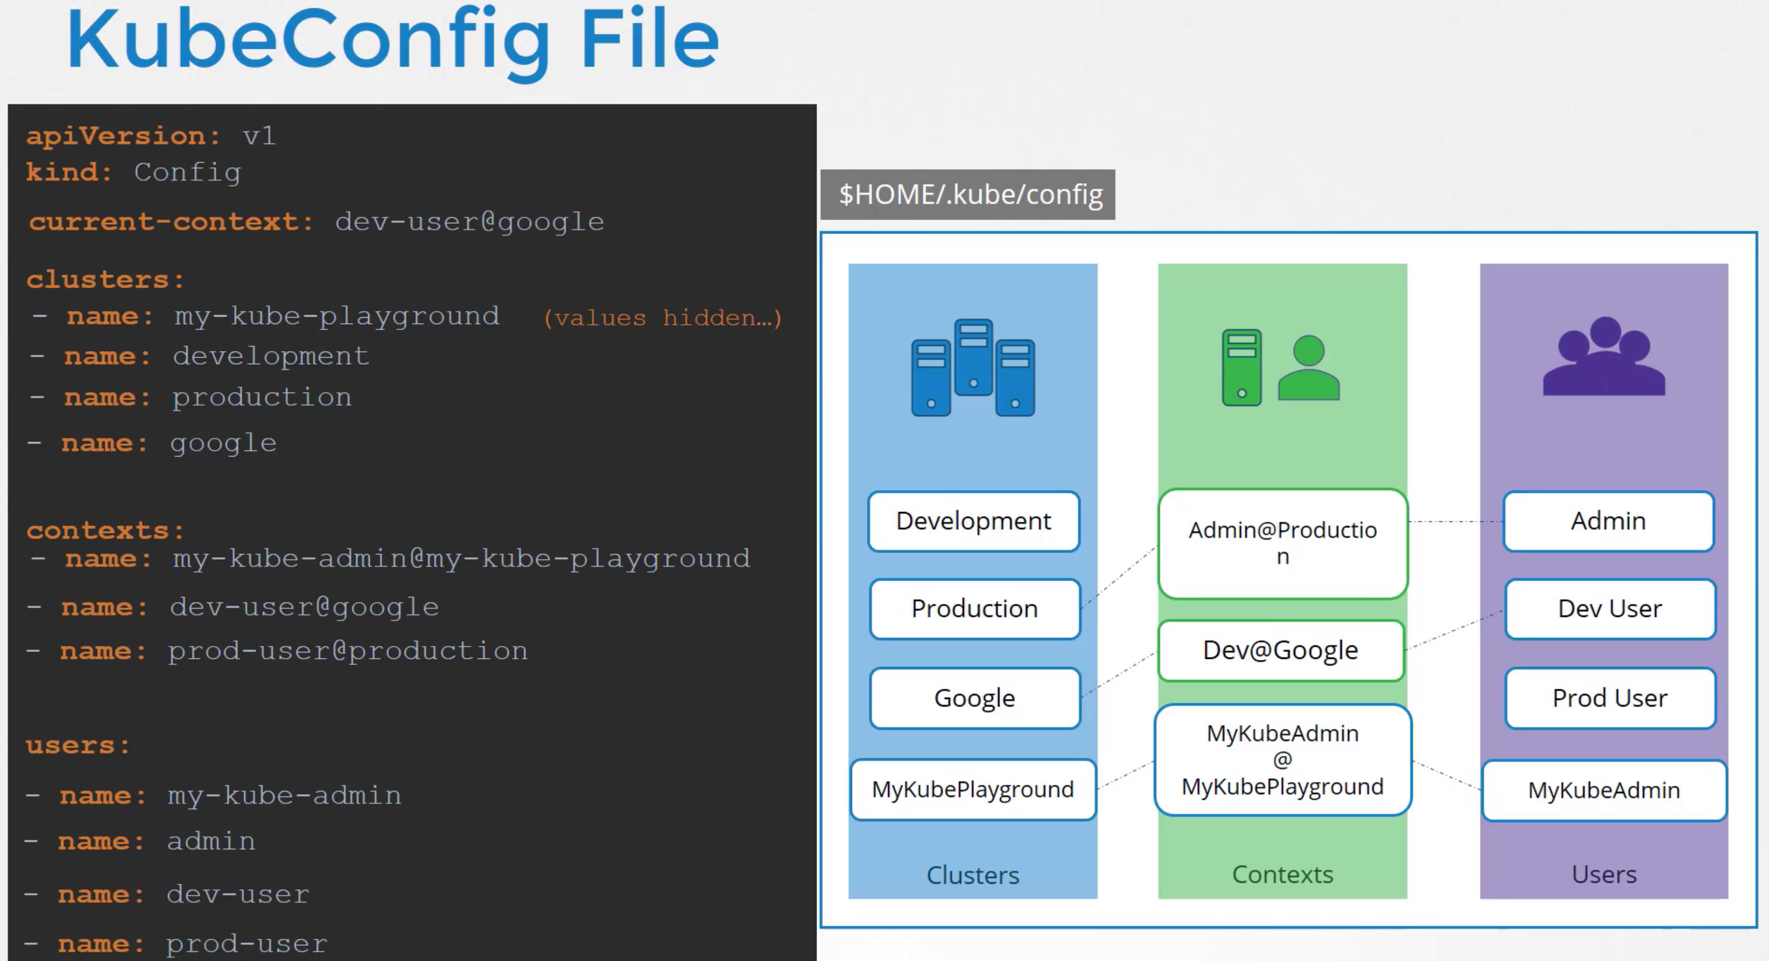 KubeConfig File
apiVersion: v1
kind: Config
current-context: dev-user@google
clusters:
- name: my-kube-playground (values hidden…)
- name: development
- name: production
- name: google
contexts:
- name: my-kube-admin@my-kube-playground
- name: dev-user@google
- name: prod-user@production
users:
- name: my-kube-admin
- name: admin
- name: dev-user
- name: prod-user
$HOME/.kube/config
Development
Production
Google
MyKubePlayground
Clusters
Admin@Productio
n
Dev@Google
MyKubeAdmin
@
MyKubePlayground
Contexts
Admin
Dev User
Prod User
MyKubeAdmin
Users